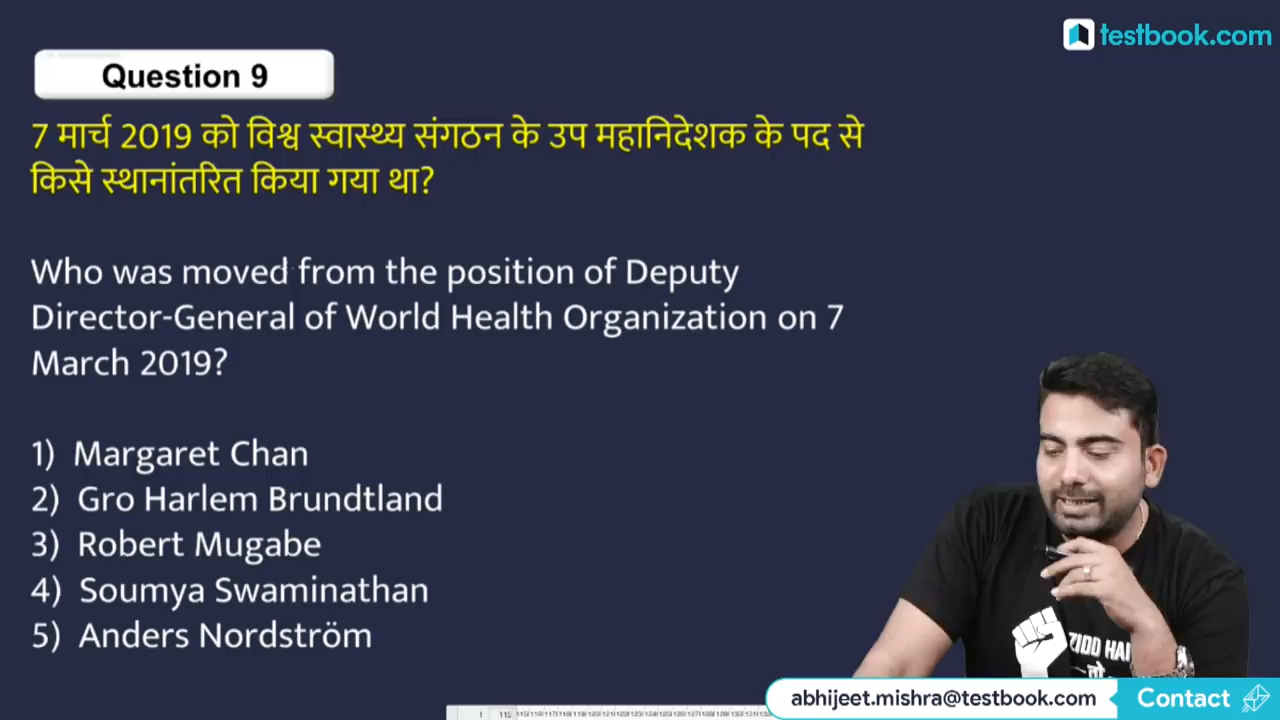 testbook.com
Question 9
7 मार्च 2019 को विश्व स्वास्थ्य संगठन के उप महानिदेशक के पद से
किसे स्थानांतरित किया गया था?
Who was moved from the position of Deputy
Director-General of World Health Organization on 7
March 2019?
1) Margaret Chan
2) Gro Harlem Brundtland
3) Robert Mugabe
4) Soumya Swaminathan
5) Anders Nordström
ZIDD HAI
तो
abhijeet.mishra@testbook.com Contact